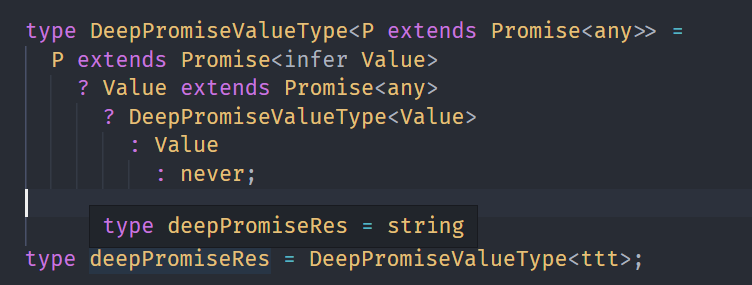 type DeepPromiseValueType<P extends Promise<any>> =
P extends Promise<infer Value>
? Value extends Promise<any>
? DeepPromiseValueType<Value>
: Value
: never;
type deepPromiseRes = string
type deepPromiseRes = DeepPromiseValueType<ttt>;